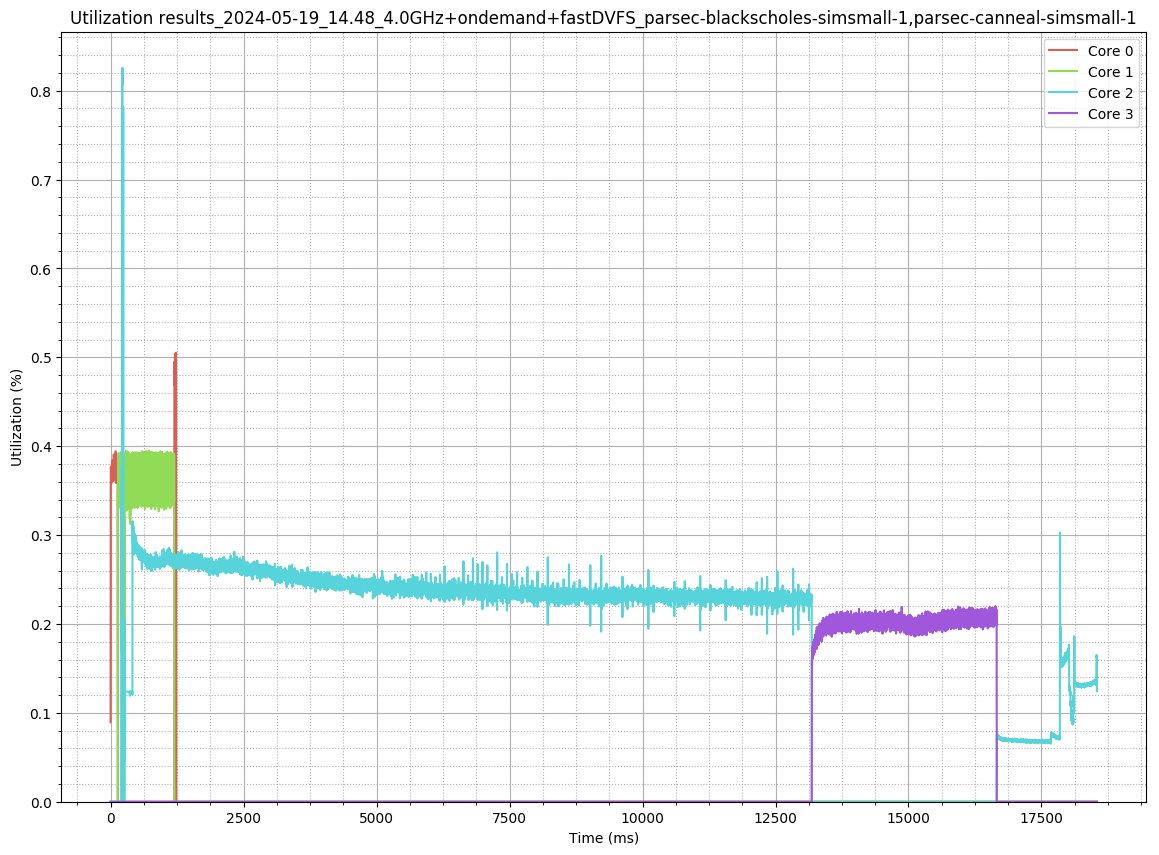 Utilization results_2024-05-19_14.48_4.0GHz+ondemand+fastDVFS_parsec-blackscholes-simsmall-1,parsec-canneal-simsmall-1
Core 0
Core 1
Core 2
Core 3
Utilization (%)
0.8
0.7
0.6
0.5
0.4
0.3
0.2
0.1
0.0
0 2500 5000 7500 10000 12500 15000 17500
Time (ms)